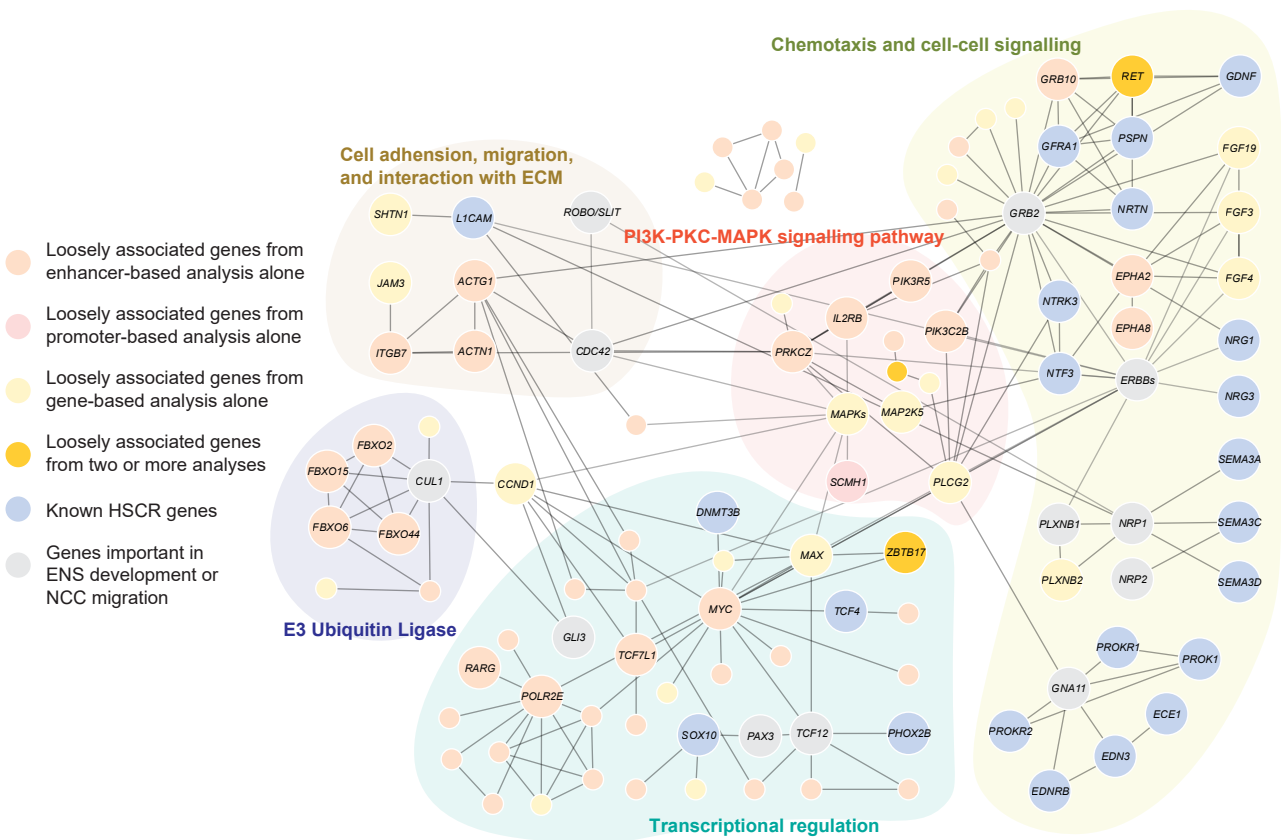 Chemotaxis and cell-cell signalling
GRB10
RET
GDNF
GFRA1
PSPN
FGF19
NRTN
FGF3
GRB2
EPHA2
FGF4
NTRK3
EPHA8
NRG1
NTF3
ERBBs
NRG3
SEMA3A
PLXNB1
NRP1
SEMA3C
PLXNB2
NRP2
SEMA3D
PROKR1
PROK1
GNA11
ECE1
PROKR2
EDN3
EDNRB
Cell adhension, migration,
and interaction with ECM
SHTN1
L1CAM
ROBO/SLIT
JAM3
ACTG1
ITGB7
ACTN1
CDC42
PI3K-PKC-MAPK signalling pathway
PIK3R5
IL2RB
PIK3C2B
PRKCZ
MAPKs
MAP2K5
SCMH1
PLCG2
Loosely associated genes from
enhancer-based analysis alone
Loosely associated genes from
promoter-based analysis alone
Loosely associated genes from
gene-based analysis alone
Loosely associated genes
from two or more analyses
Known HSCR genes
Genes important in
ENS development or
NCC migration
FBXO2
FBXO15
CUL1
CCND1
FBXO6
FBXO44
E3 Ubiquitin Ligase
DNMT3B
MAX
ZBTB17
MYC
TCF4
GLI3
TCF7L1
RARG
POLR2E
SOX10
PAX3
TCF12
PHOX2B
Transcriptional regulation